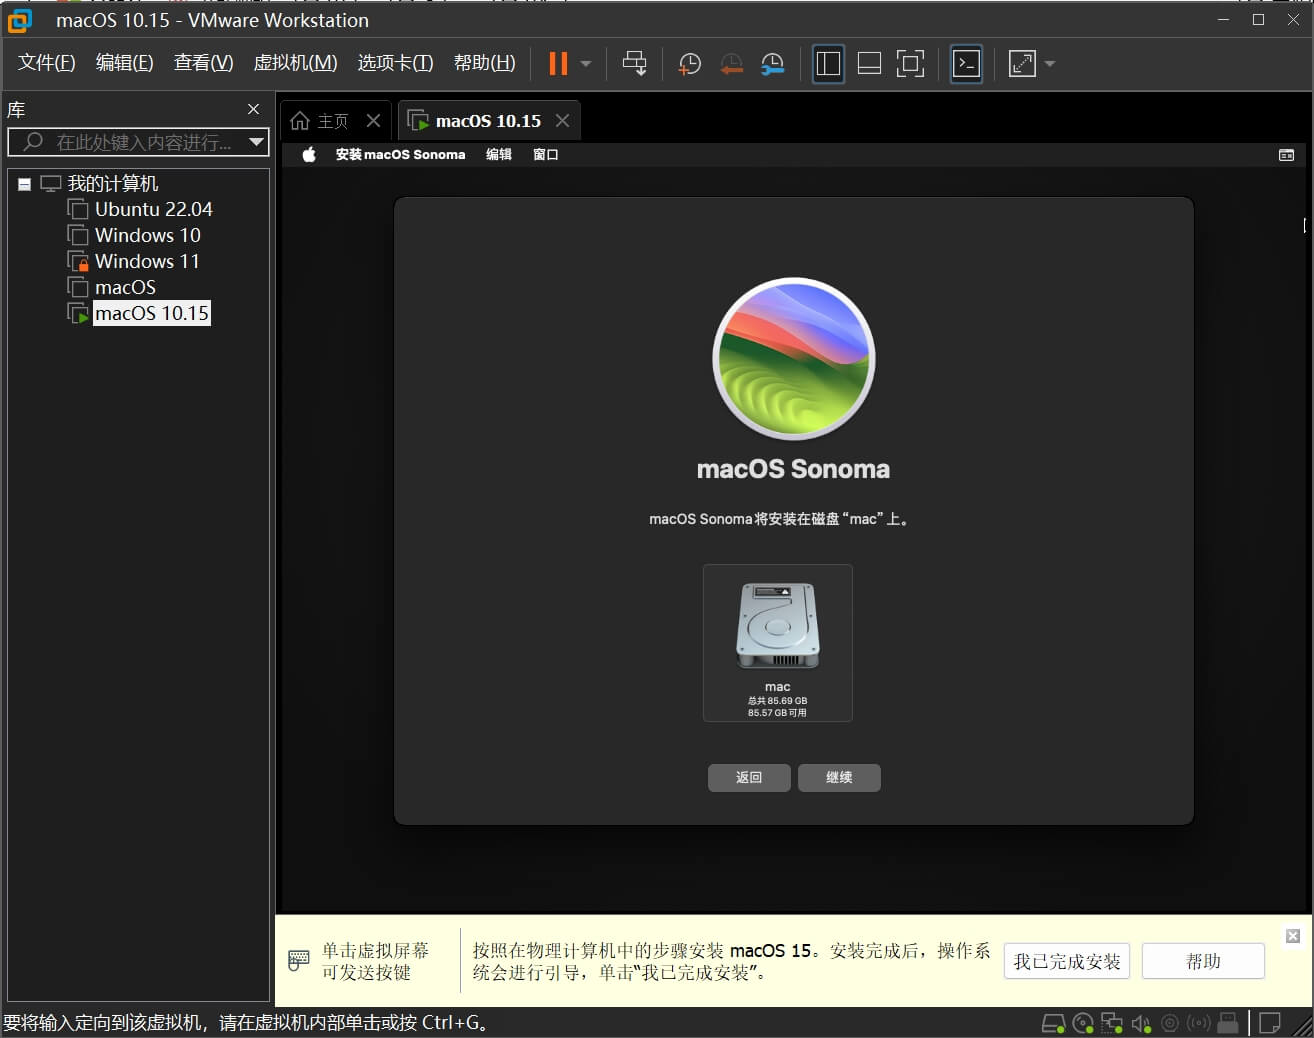 macOS 10.15 - VMware Workstation
文件(F) 编辑(E) 查看(V) 虚拟机(M) 选项卡(T) 帮助(H)
库
在此处键入内容进行...
我的计算机
Ubuntu 22.04
Windows 10
Windows 11
macOS
macOS 10.15
主页
macOS 10.15
安装macOS Sonoma 编辑 窗口
macOS Sonoma
macOS Sonoma将安装在磁盘“mac”上。
mac
总共85.69 GB
85.57 GB可用
返回
继续
单击虚拟屏幕
可发送按键
按照在物理计算机中的步骤安装 macOS 15。安装完成后，操作系
统会进行引导，单击“我已完成安装”。
我已完成安装
帮助
要将输入定向到该虚拟机，请在虚拟机内部单击或按 Ctrl+G。